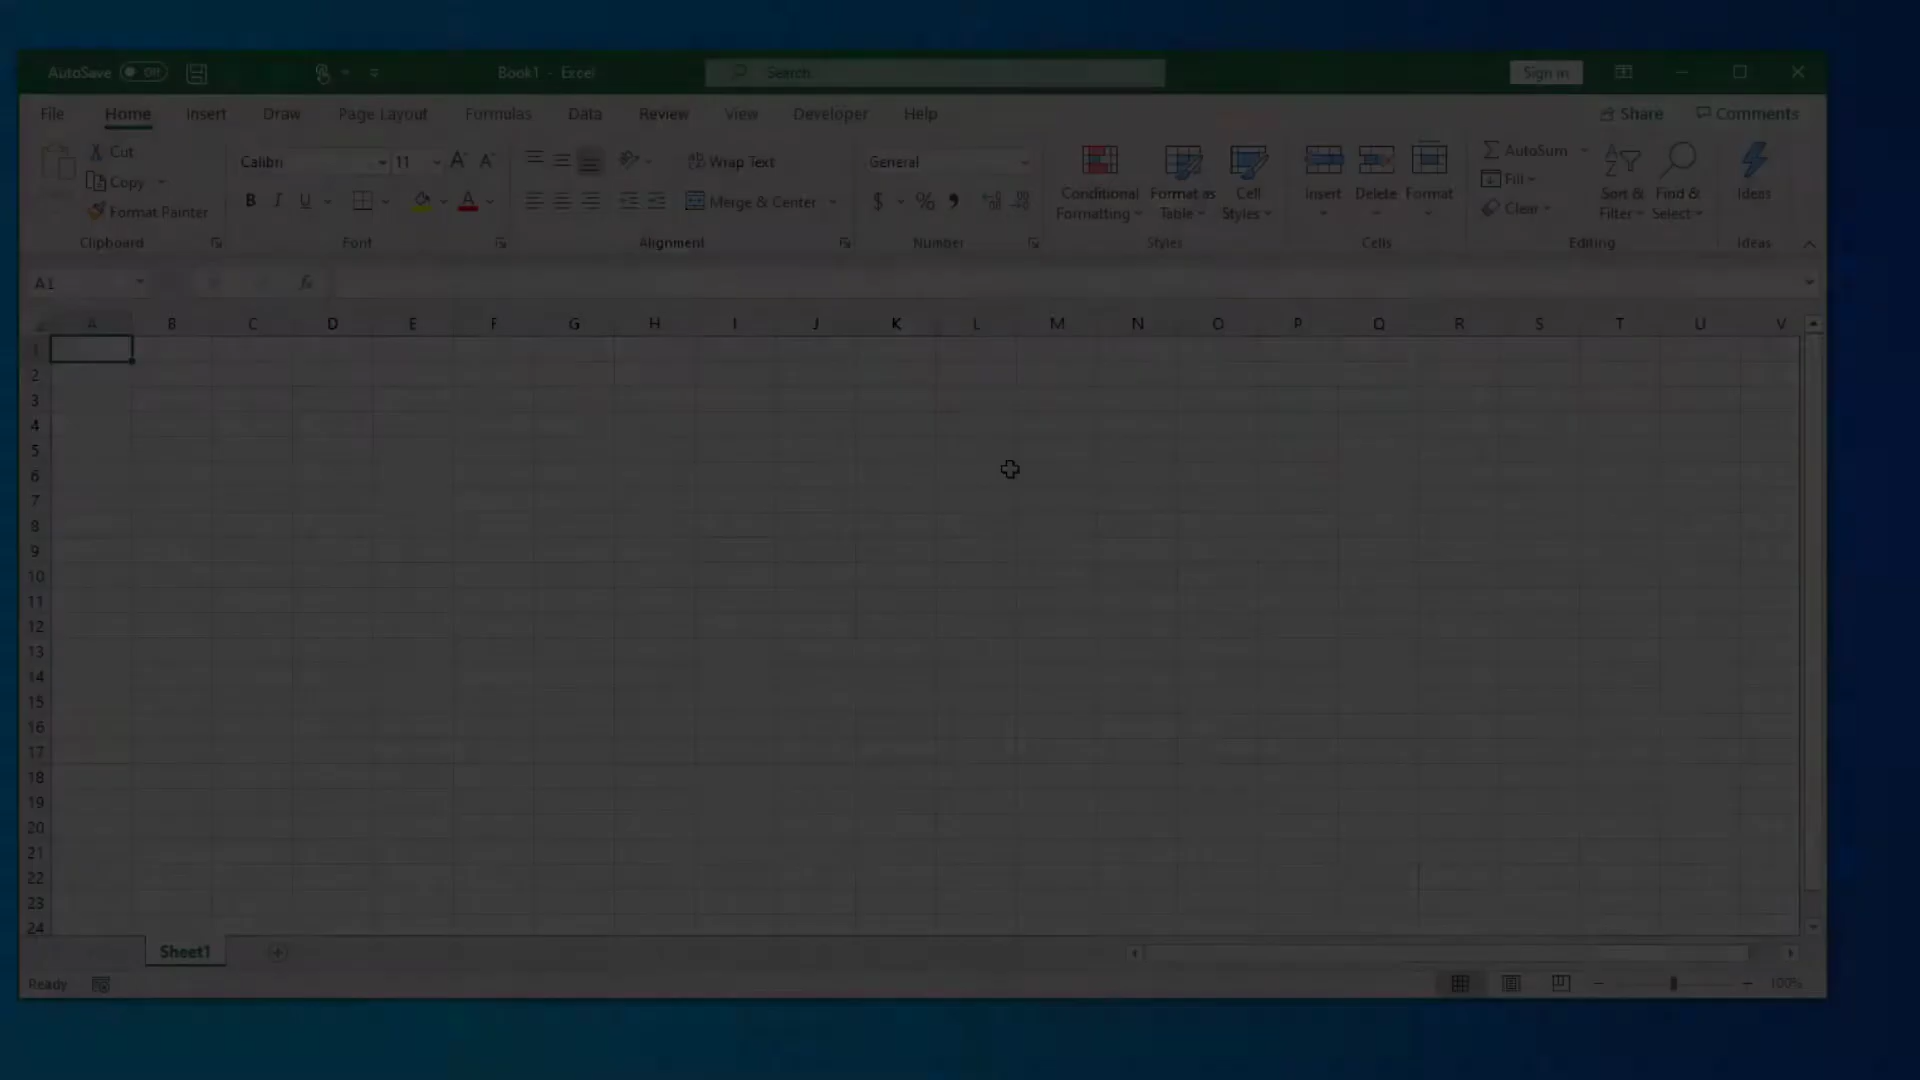 AutoSave Off Book1 - Excel Search Sign in
File Home Insert Draw Page Layout Formulas Data Review View Developer Help Share Comments
Cut
Copy
Format Painter
Clipboard
Calibri 11
B I U A
Font
Wrap Text
Merge & Center
Alignment
General
$ %
Number
Conditional
Formatting
Format as
Table
Cell
Styles
Styles
Insert Delete Format
Cells
AutoSum
Fill
Clear
Sort &
Filter
Find &
Select
Editing
Ideas
Ideas
A1 fx
A B C D E F G H I J K L M N O P Q R S T U V
1
2
3
4
5
6
7
8
9
10
11
12
13
14
15
16
17
18
19
20
21
22
23
24
Sheet1
Ready 100%